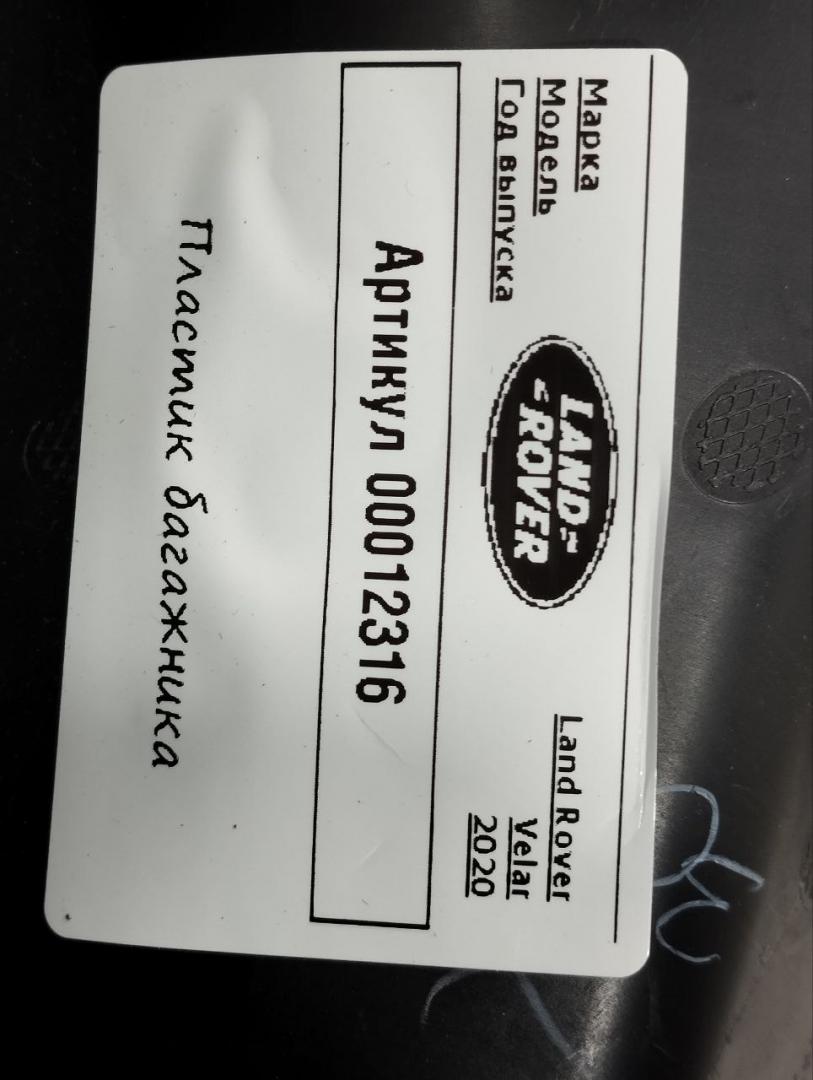 Марка
Land Rover
Модель
Velar
Год выпуска
2020
LAND
ROVER
Артикул 00012316
Пластик багажника